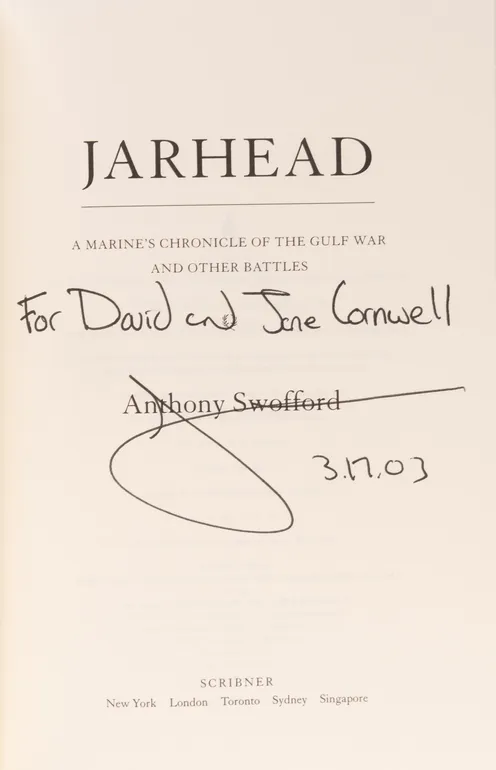 JARHEAD
A MARINE'S CHRONICLE OF THE GULF WAR
AND OTHER BATTLES
For David and Jane Cornwell
Anthony Swofford
3.17.03
SCRIBNER
New York London Toronto Sydney Singapore